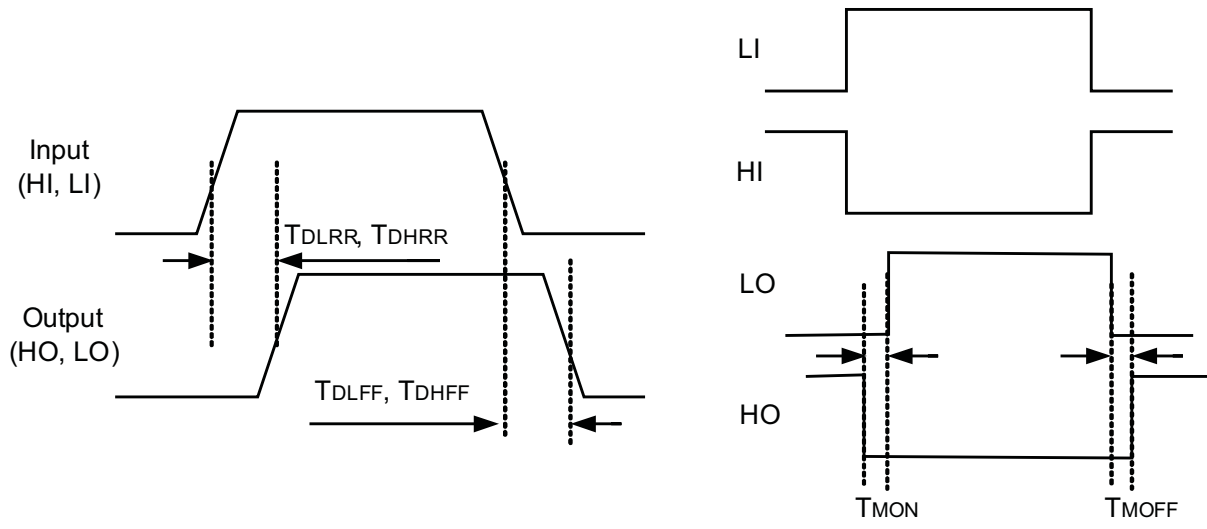 Input
(HI, LI)
TDLRR, TDHRR
Output
(HO, LO)
TDLFF, TDHFF
LI
HI
LO
HO
TMON
TMOFF